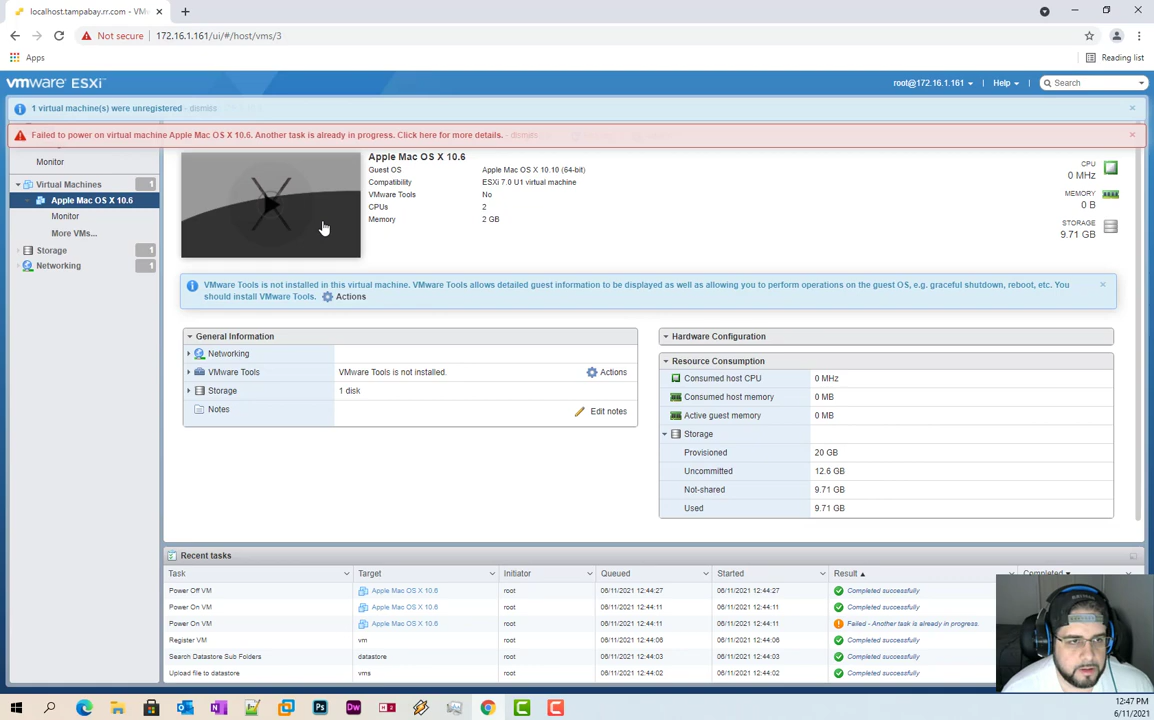 localhost.tampabay.rr.com - VM
Not secure 172.16.1.161/ui/#/host/vms/3
Apps Reading list
vmware ESXi root@172.16.1.161 Help Search
1 virtual machine(s) were unregistered - dismiss
Failed to power on virtual machine Apple Mac OS X 10.6. Another task is already in progress. Click here for more details. - dismiss
Monitor
Virtual Machines 1
Apple Mac OS X 10.6
Monitor
More VMs...
Storage 1
Networking 1
Apple Mac OS X 10.6
Guest OS Apple Mac OS X 10.10 (64-bit)
Compatibility ESXi 7.0 U1 virtual machine
VMware Tools No
CPUs 2
Memory 2 GB
CPU
0 MHz
MEMORY
0 B
STORAGE
9.71 GB
VMware Tools is not installed in this virtual machine. VMware Tools allows detailed guest information to be displayed as well as allowing you to perform operations on the guest OS, e.g. graceful shutdown, reboot, etc. You
should install VMware Tools. Actions
General Information
Networking
VMware Tools VMware Tools is not installed. Actions
Storage 1 disk
Notes Edit notes
Hardware Configuration
Resource Consumption
Consumed host CPU 0 MHz
Consumed host memory 0 MB
Active guest memory 0 MB
Storage
Provisioned 20 GB
Uncommitted 12.6 GB
Not-shared 9.71 GB
Used 9.71 GB
Recent tasks
Task Target Initiator Queued Started Result Completed
Power Off VM Apple Mac OS X 10.6 root 06/11/2021 12:44:27 06/11/2021 12:44:27 Completed successfully
Power On VM Apple Mac OS X 10.6 root 06/11/2021 12:44:11 06/11/2021 12:44:11 Completed successfully
Power On VM Apple Mac OS X 10.6 root 06/11/2021 12:44:11 06/11/2021 12:44:11 Failed - Another task is already in progress.
Register VM vm root 06/11/2021 12:44:06 06/11/2021 12:44:06 Completed successfully
Search Datastore Sub Folders datastore root 06/11/2021 12:44:03 06/11/2021 12:44:03 Completed successfully
Upload file to datastore vms root 06/11/2021 12:44:02 06/11/2021 12:44:02 Completed successfully
12:47 PM
6/11/2021